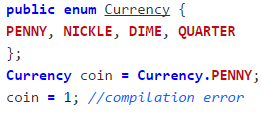 public enum Currency {
PENNY, NICKLE, DIME, QUARTER
};
Currency coin = Currency.PENNY;
coin = 1; //compilation error